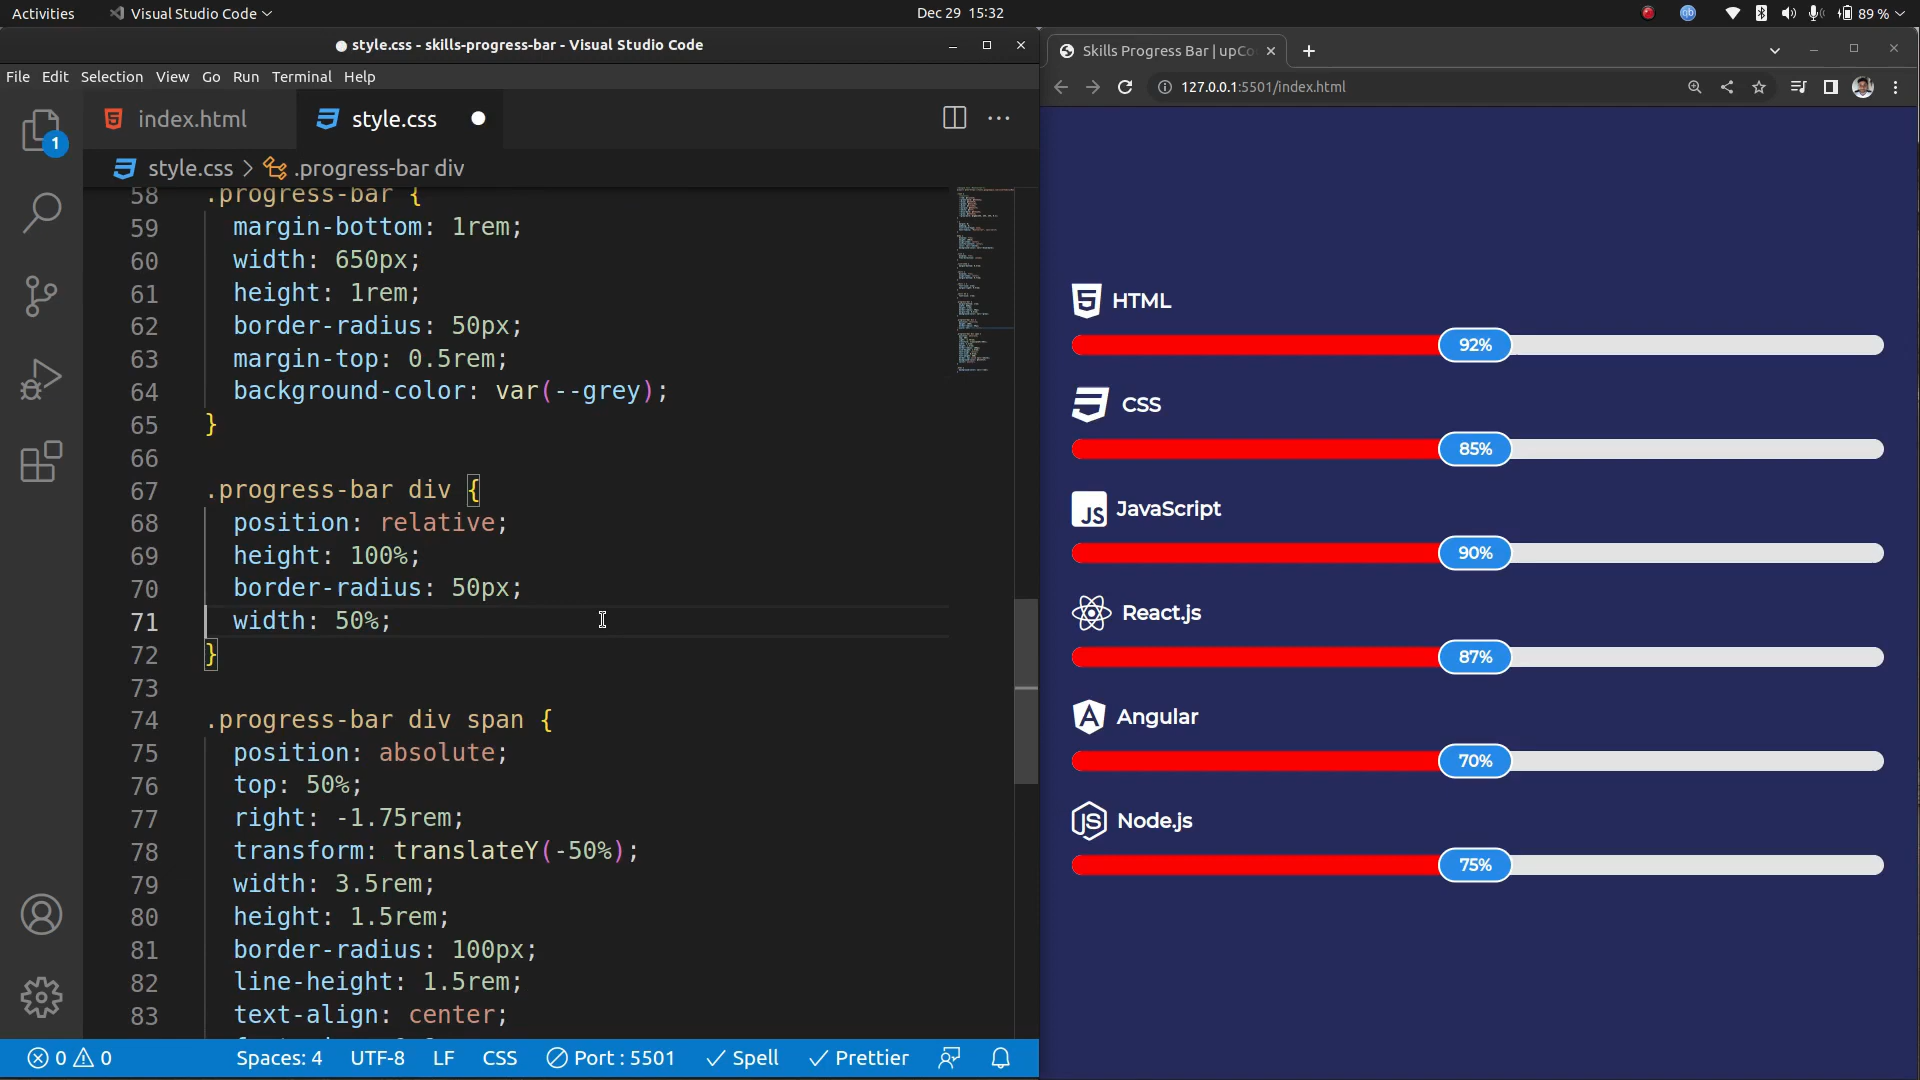 Activities
Visual Studio Code
Dec 29 15:32
89 %
style.css - skills-progress-bar - Visual Studio Code
File Edit Selection View Go Run Terminal Help
1
index.html
style.css
style.css > .progress-bar div
58 .progress-bar {
59 margin-bottom: 1rem;
60 width: 650px;
61 height: 1rem;
62 border-radius: 50px;
63 margin-top: 0.5rem;
64 background-color: var(--grey);
65 }
66
67 .progress-bar div {
68 position: relative;
69 height: 100%;
70 border-radius: 50px;
71 width: 50%;
72 }
73
74 .progress-bar div span {
75 position: absolute;
76 top: 50%;
77 right: -1.75rem;
78 transform: translateY(-50%);
79 width: 3.5rem;
80 height: 1.5rem;
81 border-radius: 100px;
82 line-height: 1.5rem;
83 text-align: center;
0 0 Spaces: 4 UTF-8 LF CSS Port : 5501 Spell Prettier
Skills Progress Bar | upCo
127.0.0.1:5501/index.html
HTML
92%
CSS
85%
JS JavaScript
90%
React.js
87%
Angular
70%
JS Node.js
75%